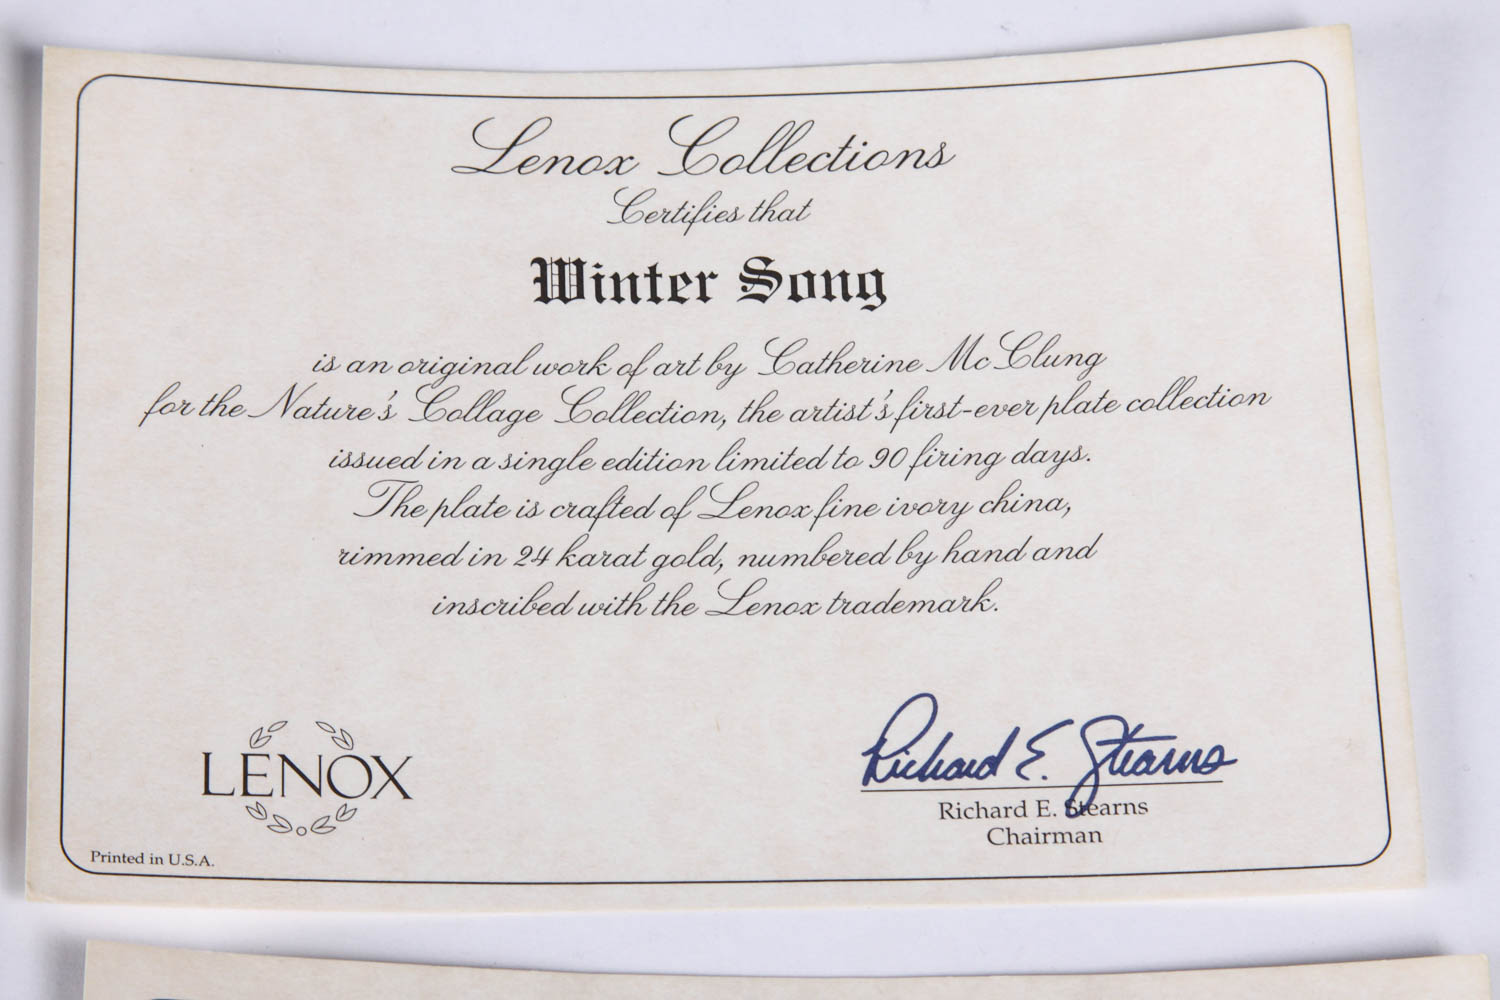 Lenox Collections
Certifies that
Winter Song
is an original work of art by Catherine McClung
for the Nature's Collage Collection, the artist's first-ever plate collection
issued in a single edition limited to 90 firing days.
The plate is crafted of Lenox fine ivory china,
rimmed in 24 karat gold, numbered by hand and
inscribed with the Lenox trademark.
LENOX
Richard E. Stearns
Richard E. Stearns
Chairman
Printed in U.S.A.